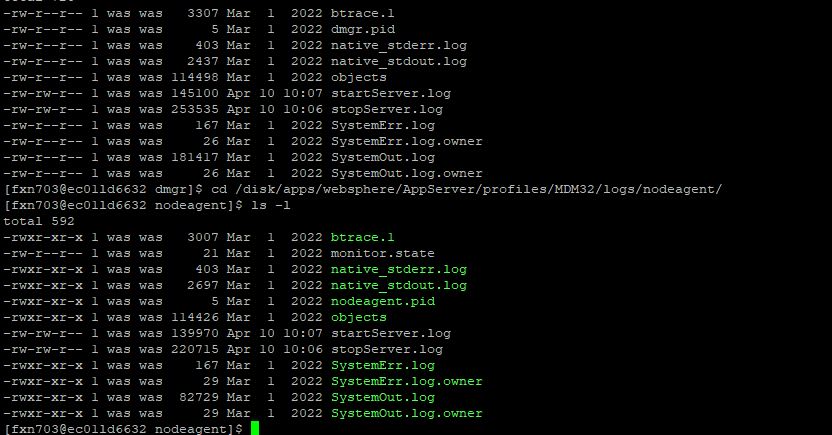 -rw-r--r-- 1 was was   3307 Mar  1  2022 btrace.1
-rw-r--r-- 1 was was      5 Mar  1  2022 dmgr.pid
-rw-r--r-- 1 was was    403 Mar  1  2022 native_stderr.log
-rw-r--r-- 1 was was   2437 Mar  1  2022 native_stdout.log
-rw-r--r-- 1 was was 114498 Mar  1  2022 objects
-rw-rw-r-- 1 was was 145100 Apr 10 10:07 startServer.log
-rw-rw-r-- 1 was was 253535 Apr 10 10:06 stopServer.log
-rw-r--r-- 1 was was    167 Mar  1  2022 SystemErr.log
-rw-r--r-- 1 was was     26 Mar  1  2022 SystemErr.log.owner
-rw-r--r-- 1 was was 181417 Mar  1  2022 SystemOut.log
-rw-r--r-- 1 was was     26 Mar  1  2022 SystemOut.log.owner
[fxn703@ec011d6632 dmgr]$ cd /disk/apps/websphere/AppServer/profiles/MDM32/logs/nodeagent/
[fxn703@ec011d6632 nodeagent]$ ls -l
total 592
-rwxr-xr-x 1 was was   3007 Mar  1  2022 btrace.1
-rw-rw-r-- 1 was was     21 Mar  1  2022 monitor.state
-rwxr-xr-x 1 was was    403 Mar  1  2022 native_stderr.log
-rwxr-xr-x 1 was was   2697 Mar  1  2022 native_stdout.log
-rwxr-xr-x 1 was was      5 Mar  1  2022 nodeagent.pid
-rwxr-xr-x 1 was was 114426 Mar  1  2022 objects
-rw-rw-r-- 1 was was 139970 Apr 10 10:07 startServer.log
-rw-rw-r-- 1 was was 220715 Apr 10 10:06 stopServer.log
-rwxr-xr-x 1 was was    167 Mar  1  2022 SystemErr.log
-rwxr-xr-x 1 was was     29 Mar  1  2022 SystemErr.log.owner
-rwxr-xr-x 1 was was  82729 Mar  1  2022 SystemOut.log
-rwxr-xr-x 1 was was     29 Mar  1  2022 SystemOut.log.owner
[fxn703@ec011d6632 nodeagent]$